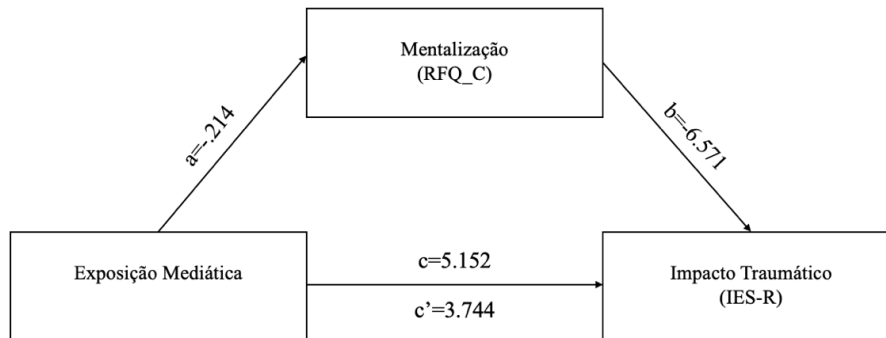 Mentalização
(RFQ_C)
a=-.214
b=-6.571
Exposição Mediática
c=5.152
c’=3.744
Impacto Traumático
(IES-R)